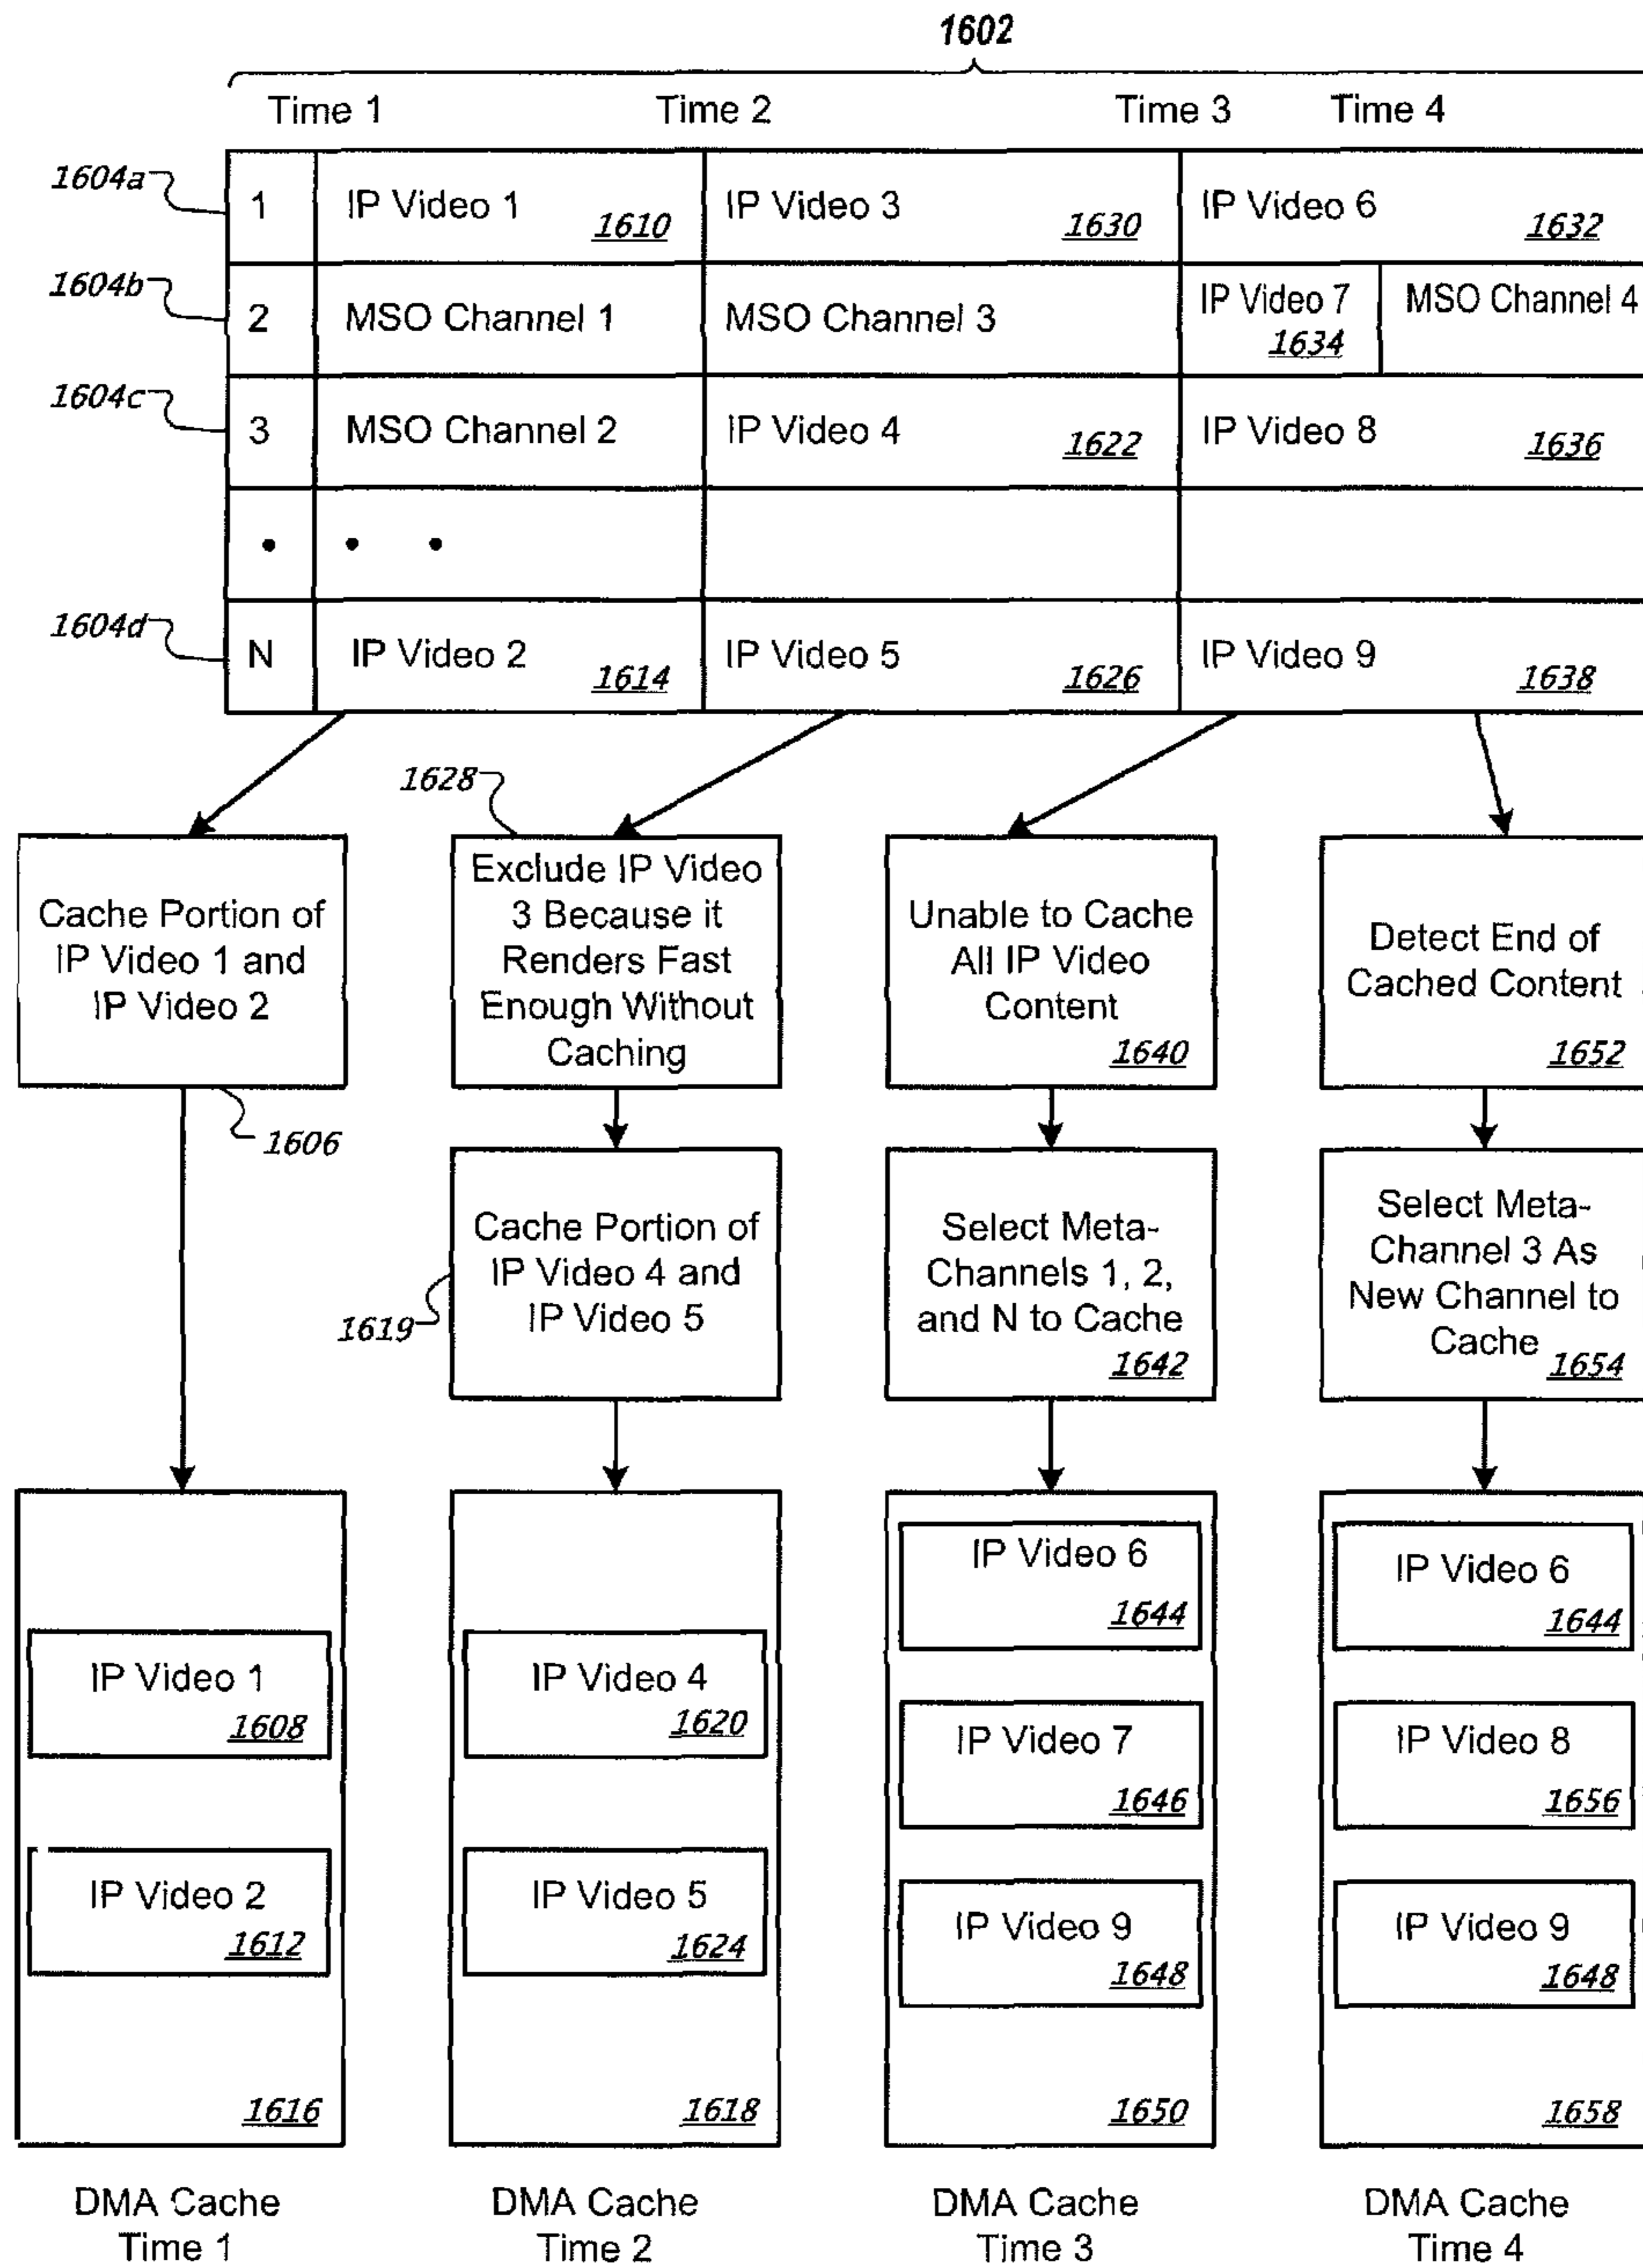 1602
Time 1 Time 2 Time 3 Time 4
1604a 1 IP Video 1 1610 IP Video 3 1630 IP Video 6 1632
1604b 2 MSO Channel 1 MSO Channel 3 IP Video 7 1634 MSO Channel 4
1604c 3 MSO Channel 2 IP Video 4 1622 IP Video 8 1636
1604d N IP Video 2 1614 IP Video 5 1626 IP Video 9 1638
Cache Portion of
IP Video 1 and
IP Video 2
1606
1628
Exclude IP Video
3 Because it
Renders Fast
Enough Without
Caching
Unable to Cache
All IP Video
Content
1640
Detect End of
Cached Content
1652
Cache Portion of
IP Video 4 and
IP Video 5
1619
Select Meta-
Channels 1, 2,
and N to Cache
1642
Select Meta-
Channel 3 As
New Channel to
Cache 1654
IP Video 1
1608
IP Video 2
1612
1616
IP Video 4
1620
IP Video 5
1624
1618
IP Video 6
1644
IP Video 7
1646
IP Video 9
1648
1650
IP Video 6
1644
IP Video 8
1656
IP Video 9
1648
1658
DMA Cache
Time 1
DMA Cache
Time 2
DMA Cache
Time 3
DMA Cache
Time 4